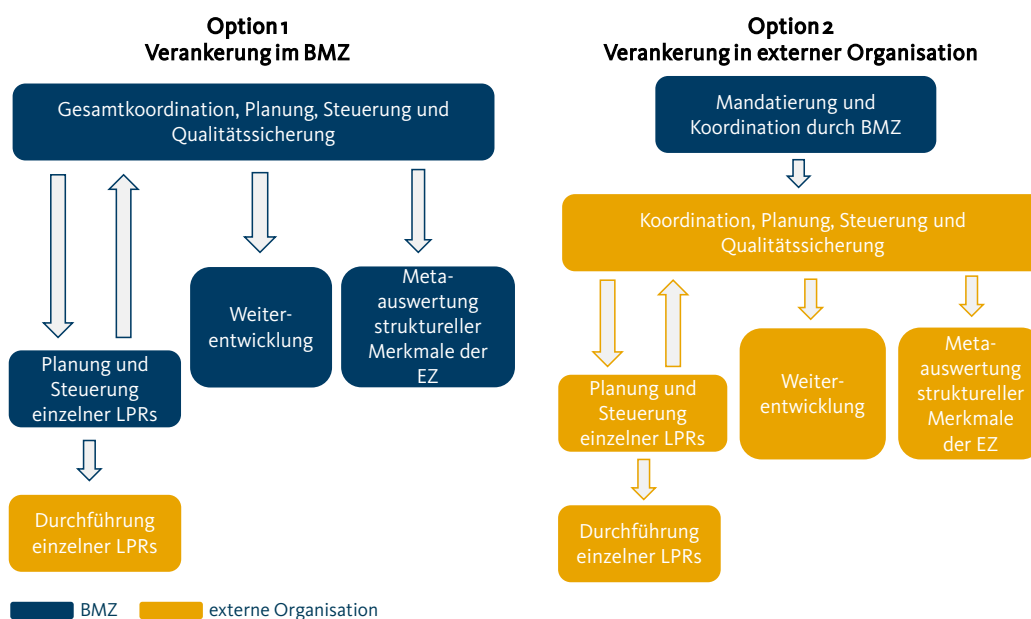 Option 1
Verankerung im BMZ
Gesamtkoordination, Planung, Steuerung und
Qualitätssicherung
Weiter-
entwicklung
Meta-
auswertung
struktureller
Merkmale der
EZ
Planung und
Steuerung
einzelner LPRs
Durchführung
einzelner LPRs
Option 2
Verankerung in externer Organisation
Mandatierung und
Koordination durch BMZ
Koordination, Planung, Steuerung und
Qualitätssicherung
Planung und
Steuerung
einzelner LPRs
Weiter-
entwicklung
Meta-
auswertung
struktureller
Merkmale
der EZ
Durchführung
einzelner LPRs
BMZ
externe Organisation